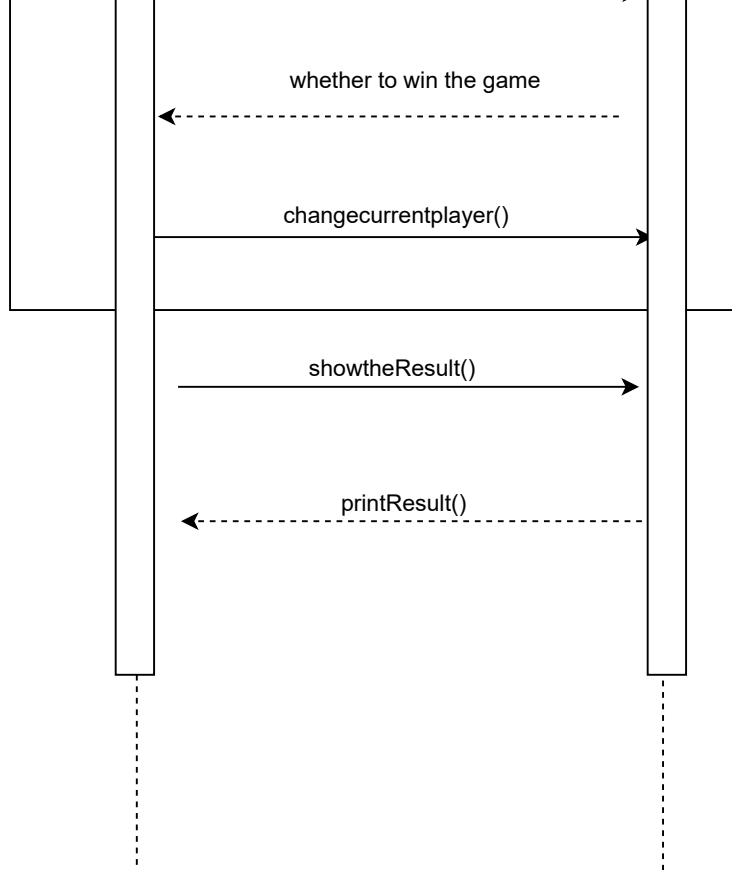 whether to win the game
changecurrentplayer()
showtheResult()
printResult()